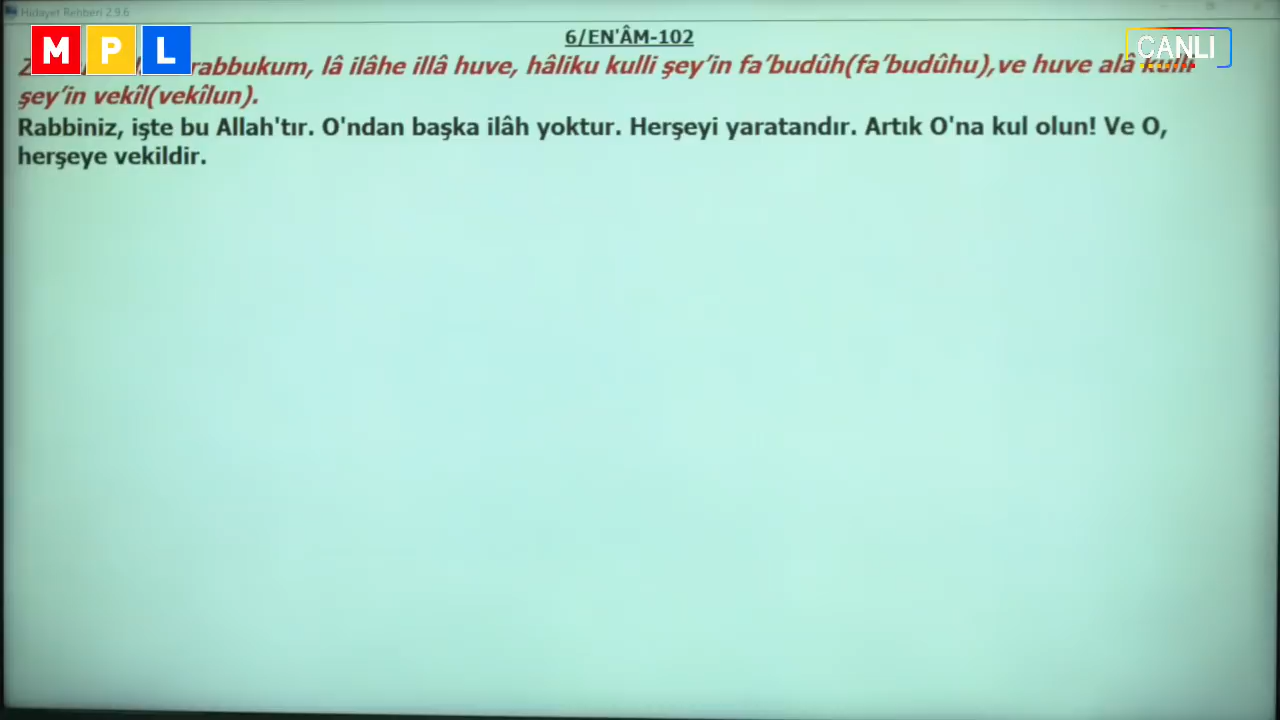 Hidayet Rehberi 2.9.6
6/EN'ÂM-102
M P L
CANLI
rabbukum, lâ ilâhe illâ huve, hâliku kulli şey'in fa'budûh(fa'budûhu),ve huve alâ kulli
şey'in vekîl(vekîlun).
Rabbiniz, işte bu Allah'tır. O'ndan başka ilâh yoktur. Herşeyi yaratandır. Artık O'na kul olun! Ve O,
herşeye vekildir.